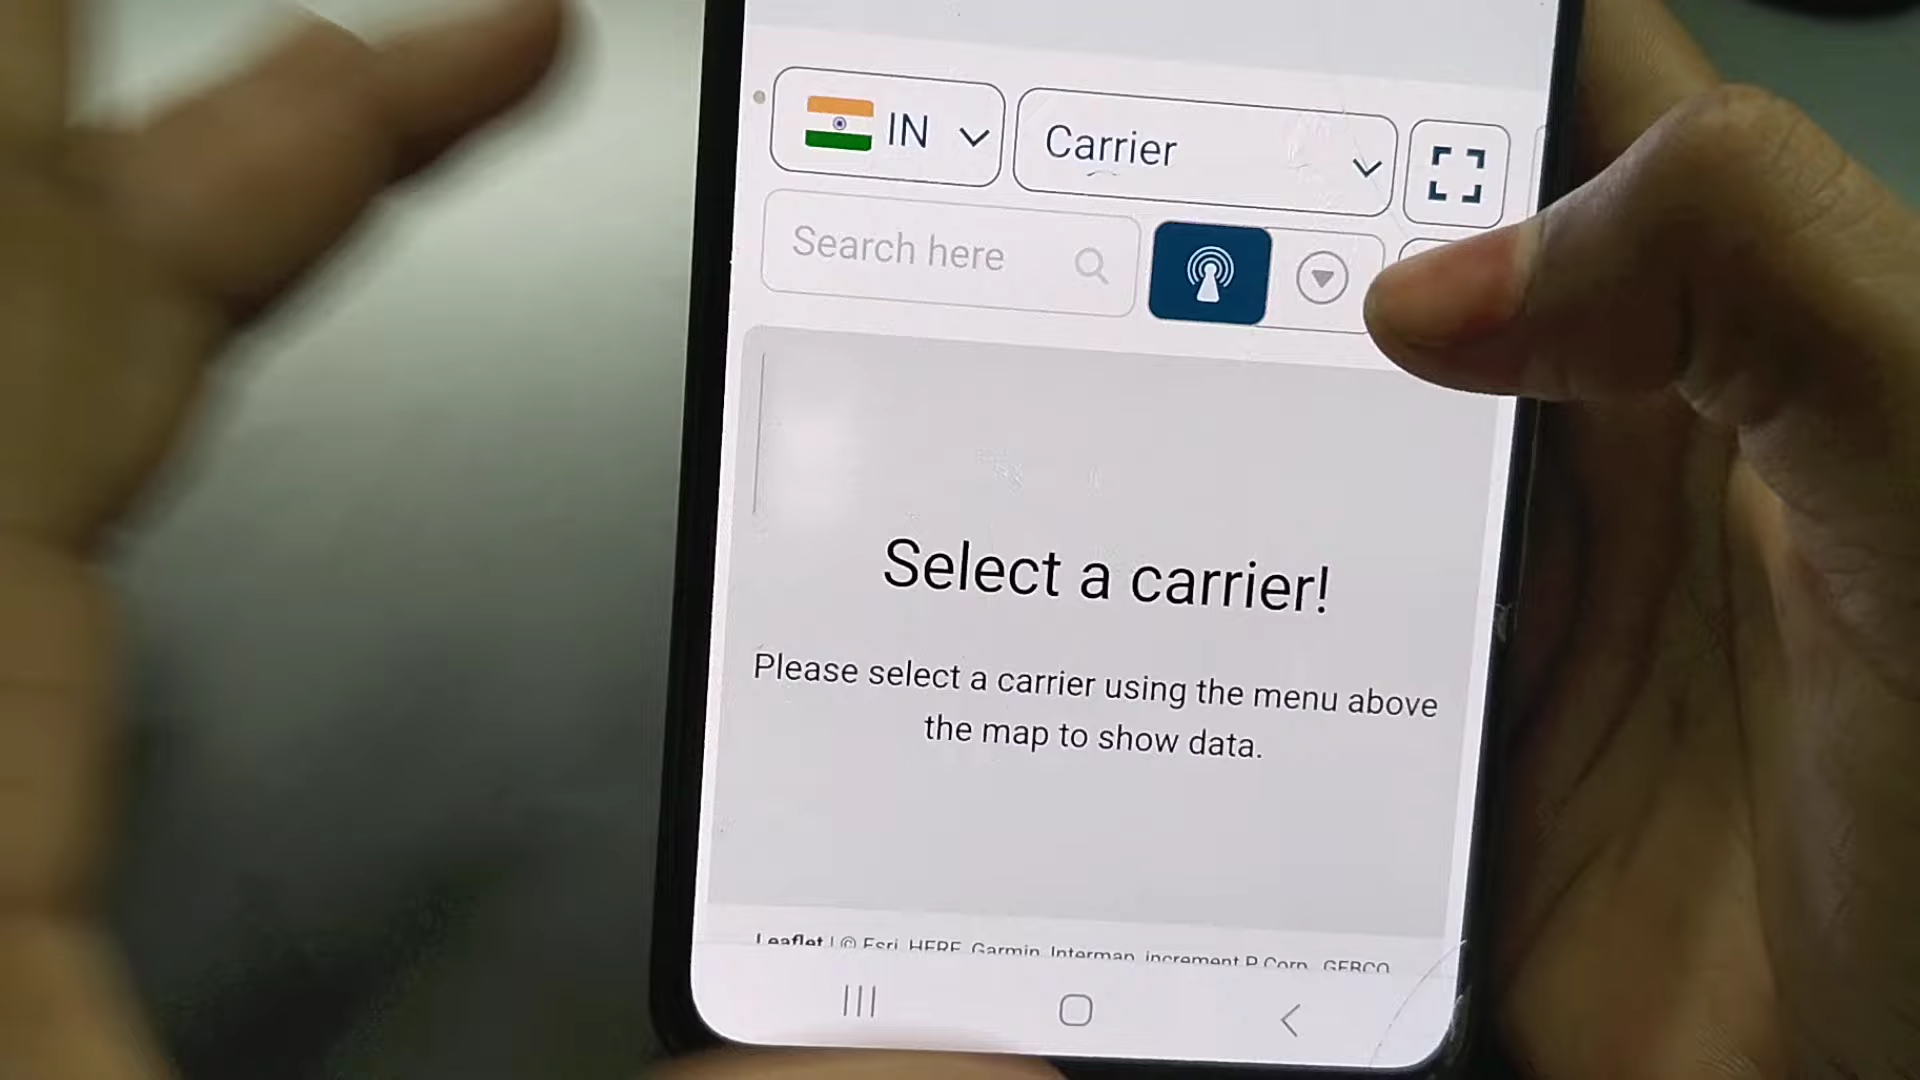 IN
Carrier
Search here
Select a carrier!
Please select a carrier using the menu above
the map to show data.
Leaflet | © Esri, HERE, Garmin, Intermap, increment P Corp., GEBCO